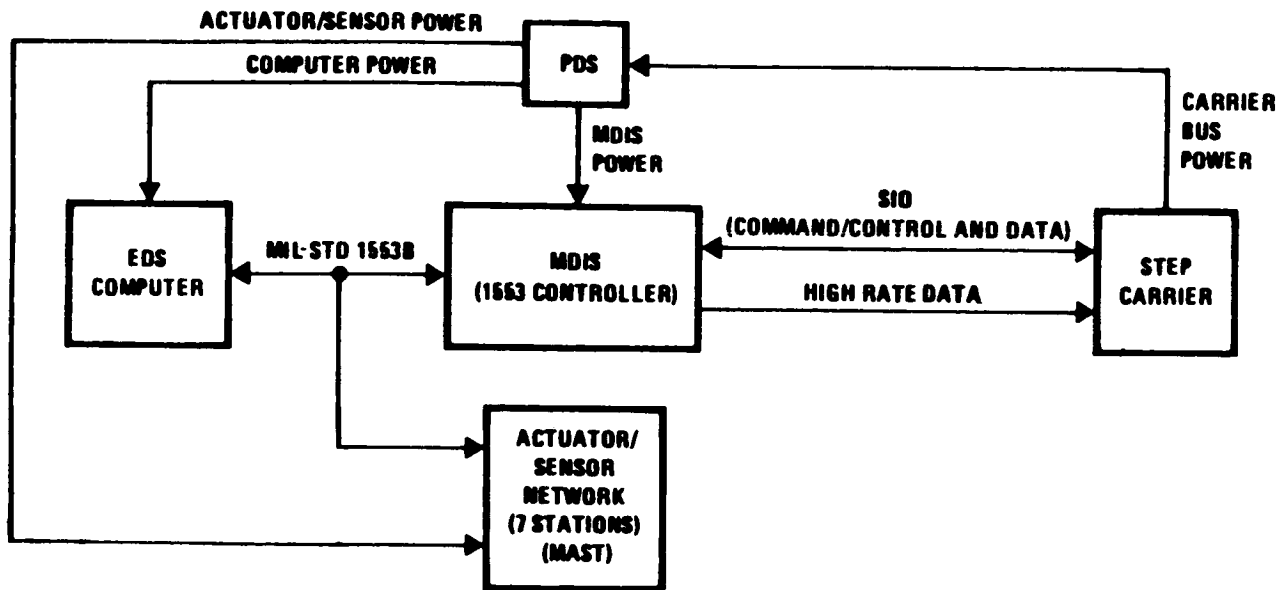 ACTUATOR/SENSOR POWER
COMPUTER POWER
PDS
MDIS
POWER
CARRIER
BUS
POWER
EDS
COMPUTER
MIL-STD 1553B
MDIS
(1553 CONTROLLER)
SIO
(COMMAND/CONTROL AND DATA)
HIGH RATE DATA
STEP
CARRIER
ACTUATOR/
SENSOR
NETWORK
(7 STATIONS)
(MAST)